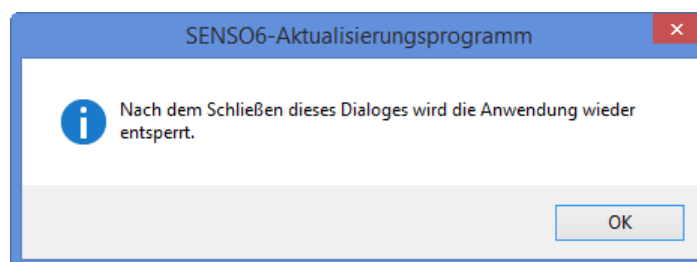 SENSO6-Aktualisierungsprogramm
Nach dem Schließen dieses Dialoges wird die Anwendung wieder
entsperrt.
OK